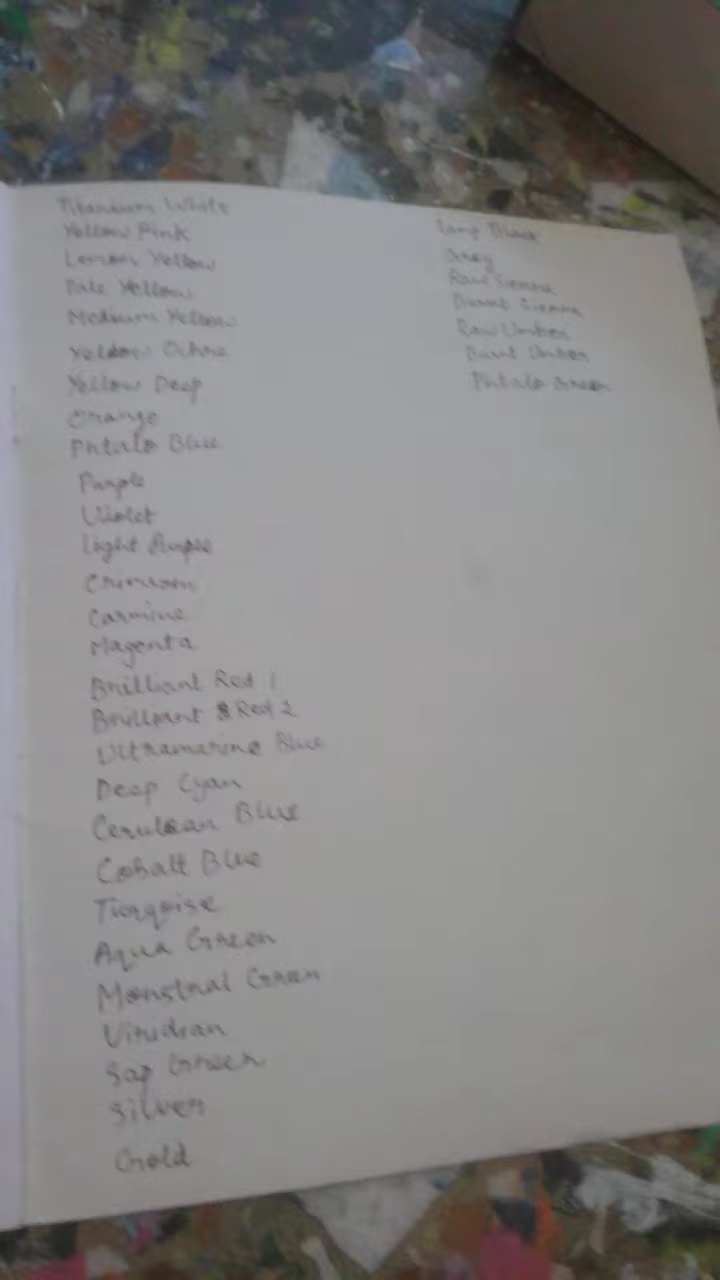 Titanium White
Yellow Pink
Lemon Yellow
Pale Yellow
Medium Yellow
Yellow Ochre
Yellow Deep
Orange
Phtalo Blue
Purple
Violet
Light Purple
Crimson
Carmine
Magenta
Brilliant Red 1
Brilliant Red 2
Ultramarine Blue
Deep Cyan
Cerulean Blue
Cobalt Blue
Turqoise
Aqua Green
Monstral Green
Viridian
Sap Green
Silver
Gold
Lamp Black
Grey
Raw Sienna
Burnt Sienna
Raw Umber
Burnt Umber
Phtalo Green